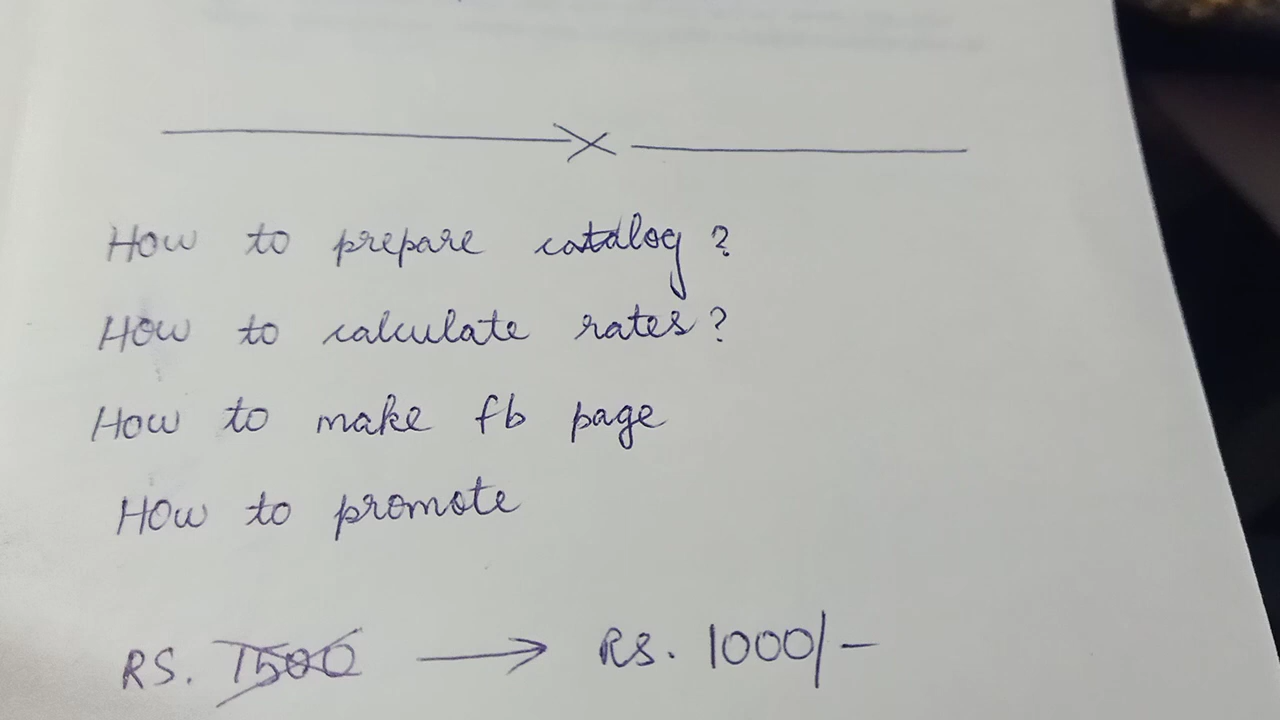 How to prepare catalog?
How to calculate rates?
How to make fb page
How to promote
RS. 1500 → RS. 1000/-